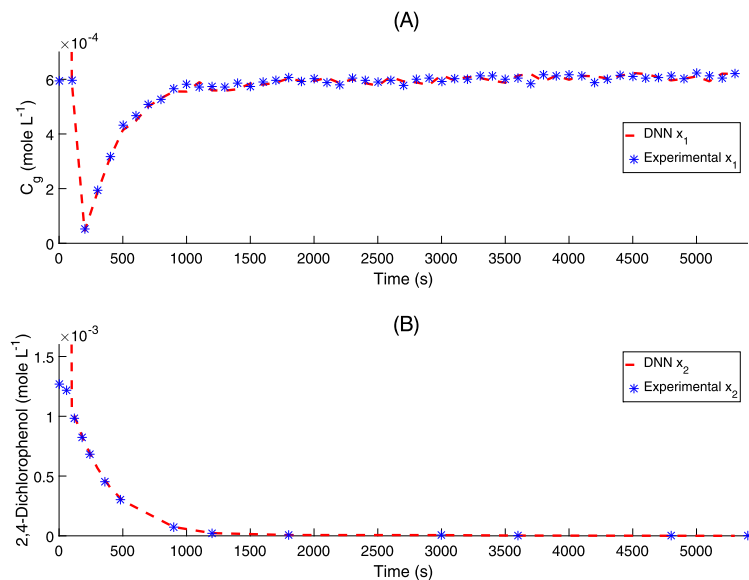 (A)
×10⁻⁴
8
6
4
2
0
C_g (mole L⁻¹)
DNN x₁
Experimental x₁
0 500 1000 1500 2000 2500 3000 3500 4000 4500 5000
Time (s)
(B)
×10⁻³
1.5
1
0.5
0
2,4-Dichlorophenol (mole L⁻¹)
DNN x₂
Experimental x₂
0 500 1000 1500 2000 2500 3000 3500 4000 4500 5000
Time (s)